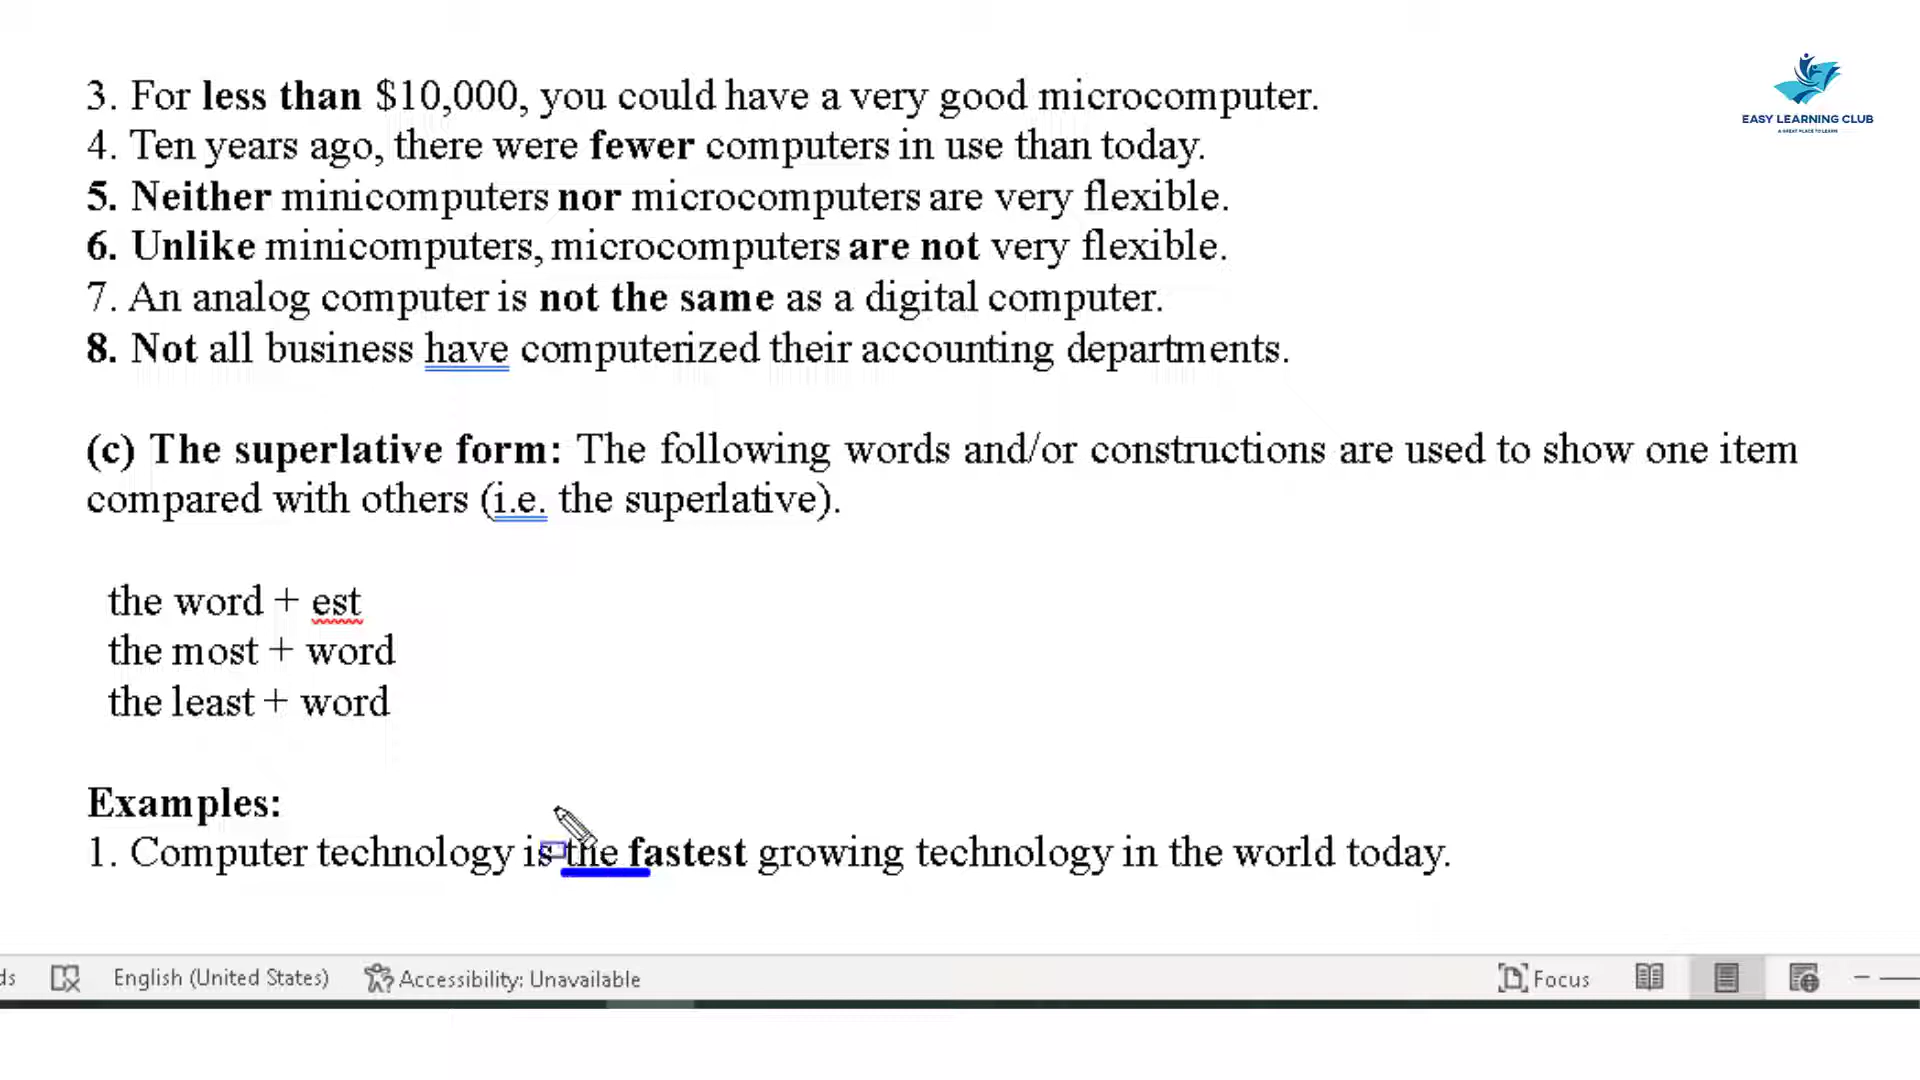 3. For less than $10,000, you could have a very good microcomputer.
EASY LEARNING CLUB
A GREAT PLACE TO LEARN
4. Ten years ago, there were fewer computers in use than today.
5. Neither minicomputers nor microcomputers are very flexible.
6. Unlike minicomputers, microcomputers are not very flexible.
7. An analog computer is not the same as a digital computer.
8. Not all business have computerized their accounting departments.
(c) The superlative form: The following words and/or constructions are used to show one item
compared with others (i.e. the superlative).
the word + est
the most + word
the least + word
Examples:
1. Computer technology is the fastest growing technology in the world today.
ds English (United States) Accessibility: Unavailable Focus